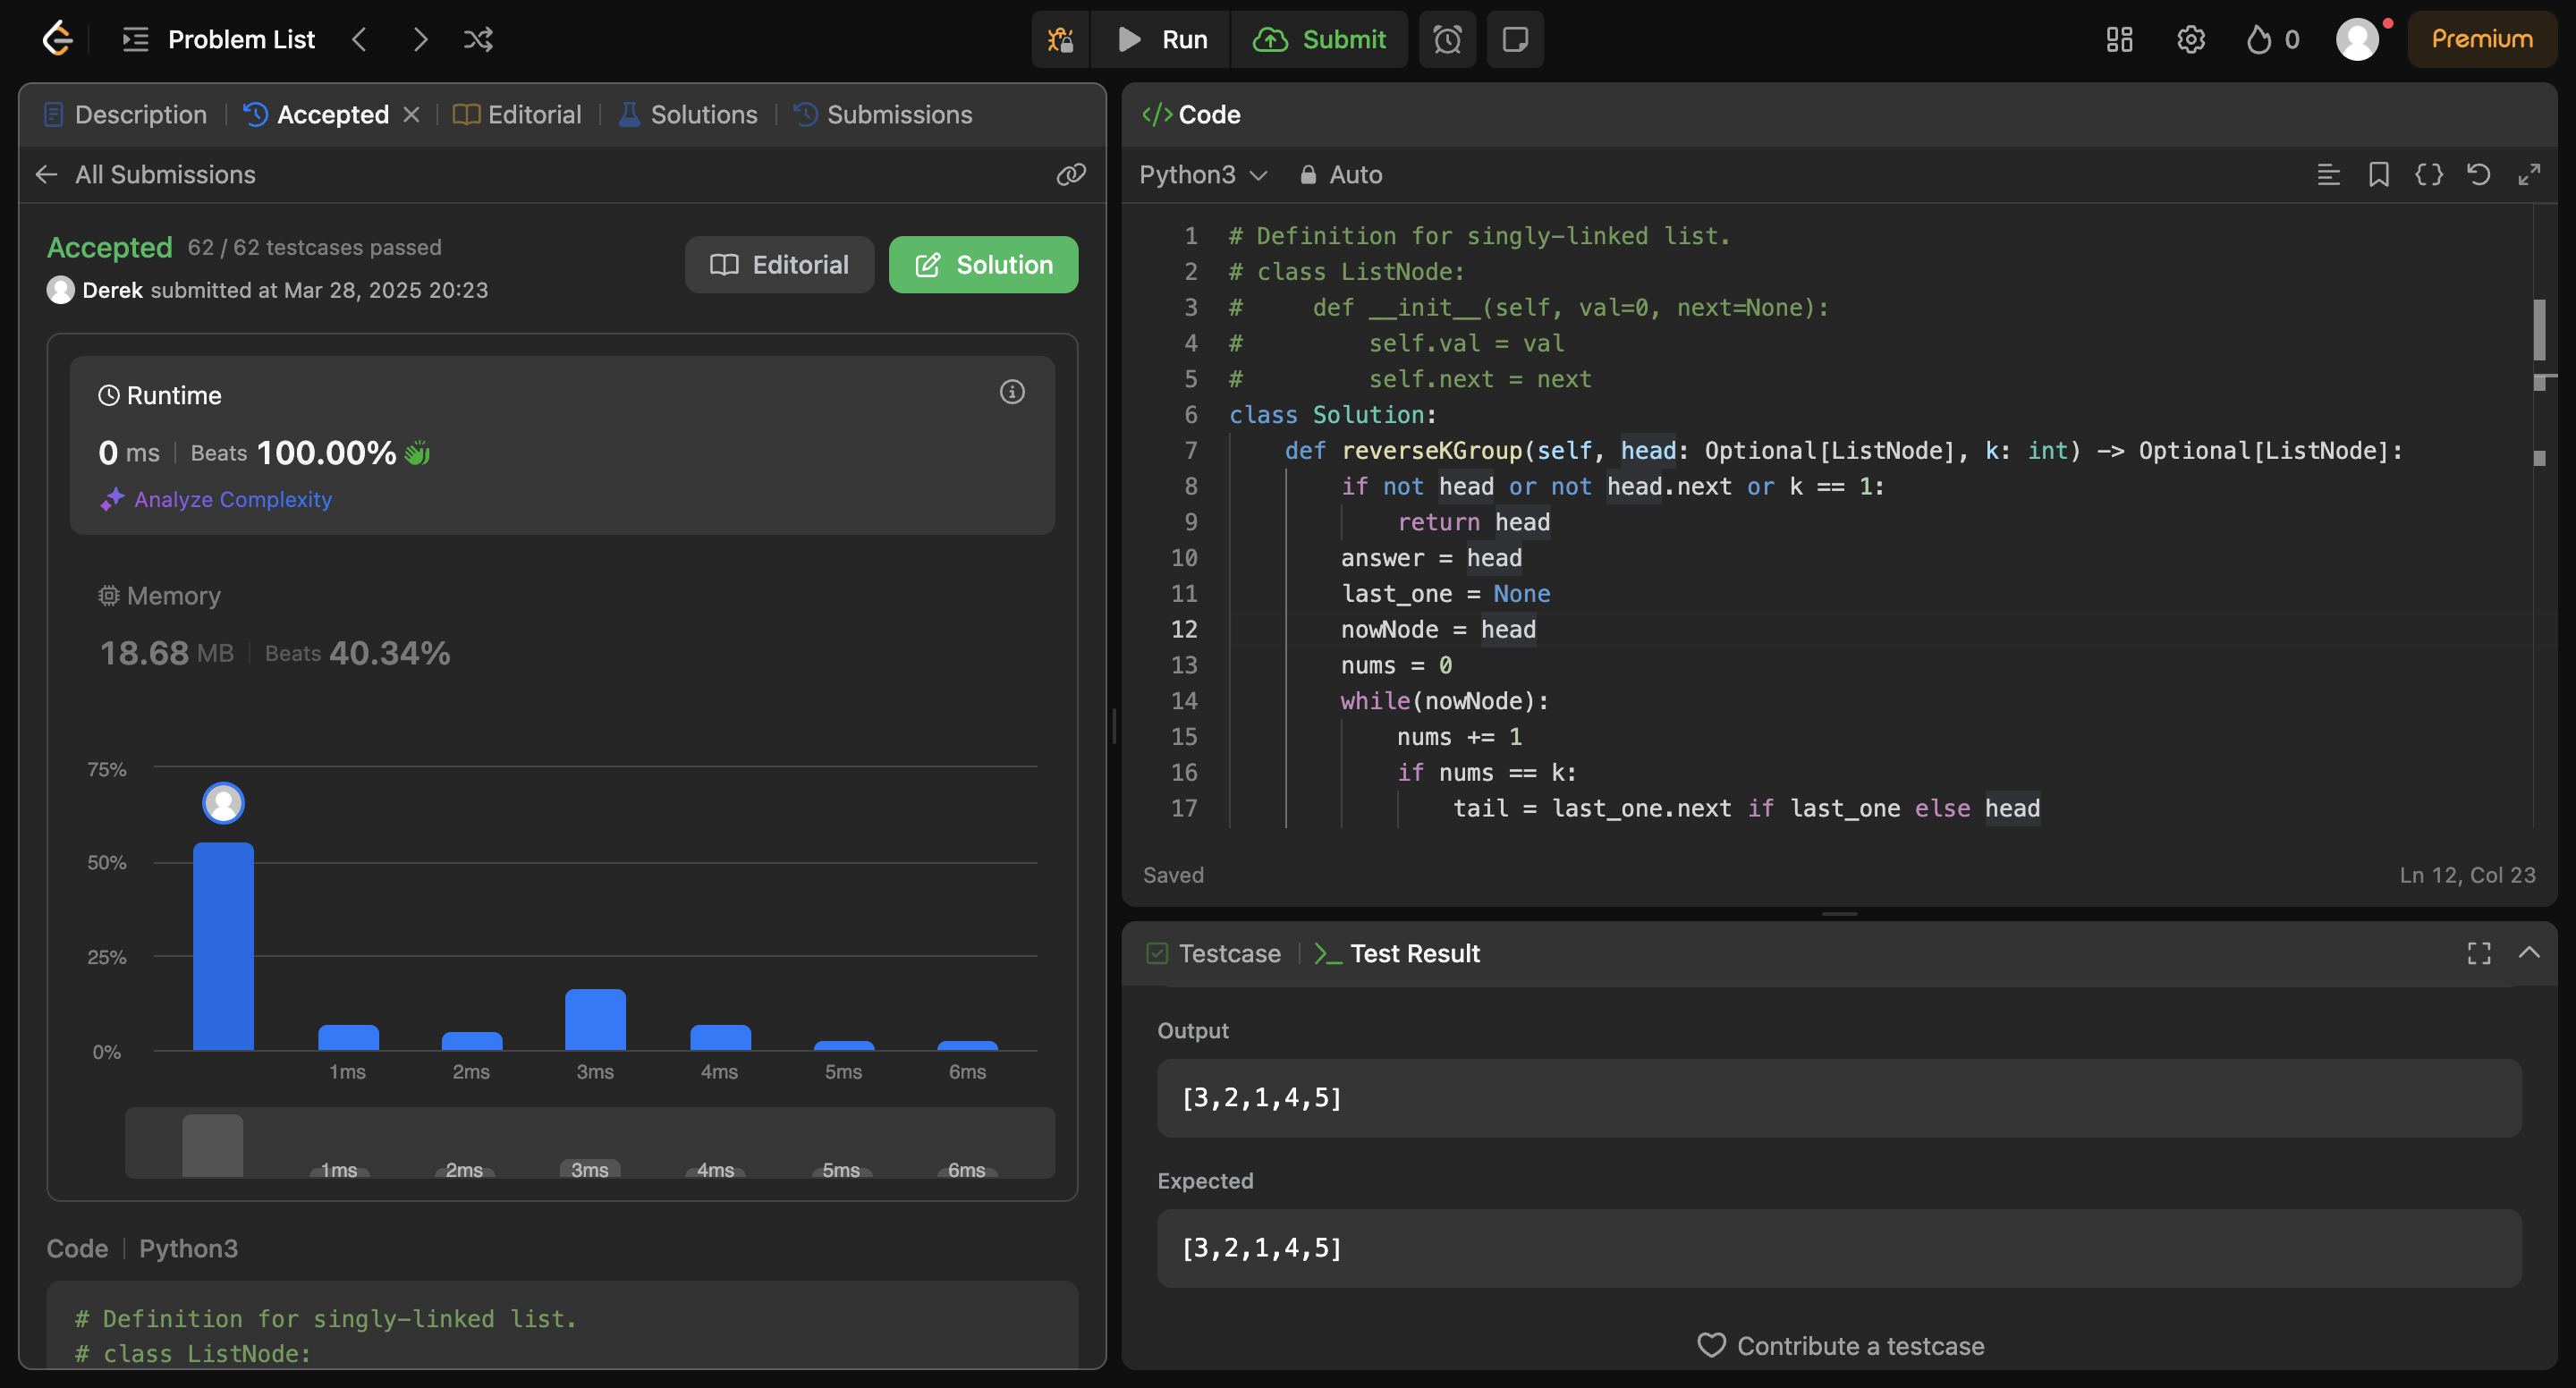 Problem List
Run
Submit
0
Premium
Description
Accepted
Editorial
Solutions
Submissions
All Submissions
Accepted 62 / 62 testcases passed
Derek submitted at Mar 28, 2025 20:23
Editorial
Solution
Runtime
0 ms Beats 100.00%
Analyze Complexity
Memory
18.68 MB Beats 40.34%
75%
50%
25%
0%
1ms 2ms 3ms 4ms 5ms 6ms
1ms 2ms 3ms 4ms 5ms 6ms
Code Python3
# Definition for singly-linked list.
# class ListNode:
</> Code
Python3 Auto
1 # Definition for singly-linked list.
2 # class ListNode:
3 #     def __init__(self, val=0, next=None):
4 #         self.val = val
5 #         self.next = next
6 class Solution:
7     def reverseKGroup(self, head: Optional[ListNode], k: int) -> Optional[ListNode]:
8         if not head or not head.next or k == 1:
9             return head
10         answer = head
11         last_one = None
12         nowNode = head
13         nums = 0
14         while(nowNode):
15             nums += 1
16             if nums == k:
17                 tail = last_one.next if last_one else head
Saved
Ln 12, Col 23
Testcase
Test Result
Output
[3,2,1,4,5]
Expected
[3,2,1,4,5]
Contribute a testcase